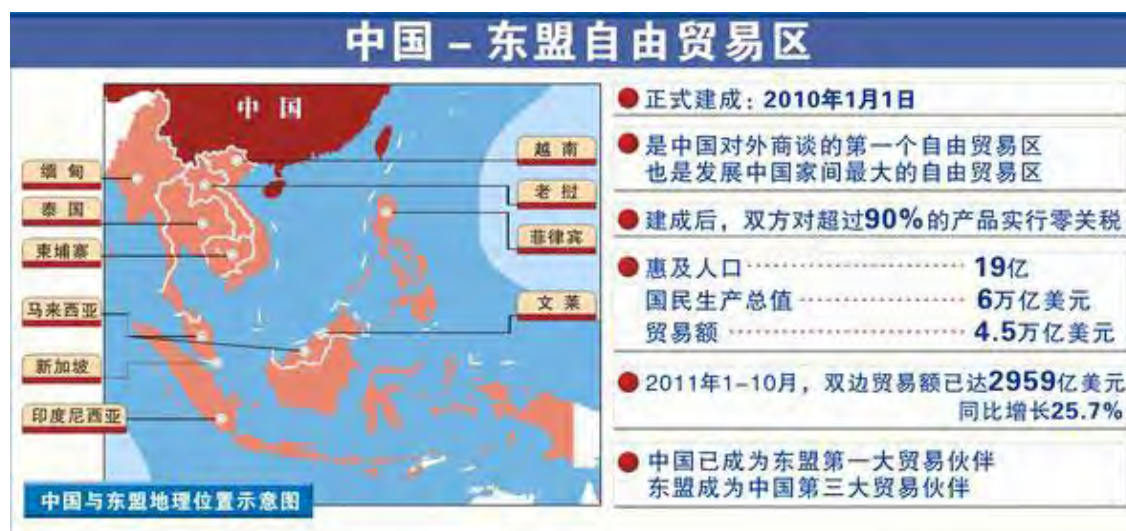 中国－东盟自由贸易区
中 国
缅 甸
泰 国
柬埔寨
马来西亚
新加坡
印度尼西亚
越 南
老 挝
菲律宾
文 莱
中国与东盟地理位置示意图
正式建成：2010年1月1日
是中国对外商谈的第一个自由贸易区
也是发展中国家间最大的自由贸易区
建成后，双方对超过90%的产品实行零关税
惠及人口·················· 19亿
国民生产总值·············· 6万亿美元
贸易额 ···················· 4.5万亿美元
2011年1-10月，双边贸易额已达2959亿美元
同比增长25.7%
中国已成为东盟第一大贸易伙伴
东盟成为中国第三大贸易伙伴